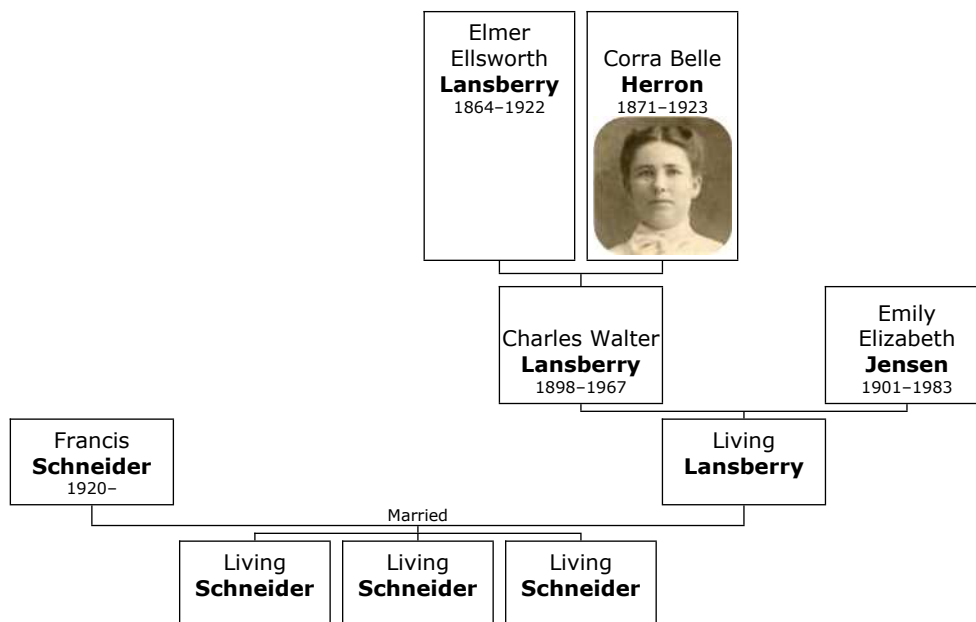 Elmer
Ellsworth
Lansberry
1864–1922
Corra Belle
Herron
1871–1923
Charles Walter
Lansberry
1898–1967
Emily
Elizabeth
Jensen
1901–1983
Francis
Schneider
1920–
Living
Lansberry
Married
Living
Schneider
Living
Schneider
Living
Schneider